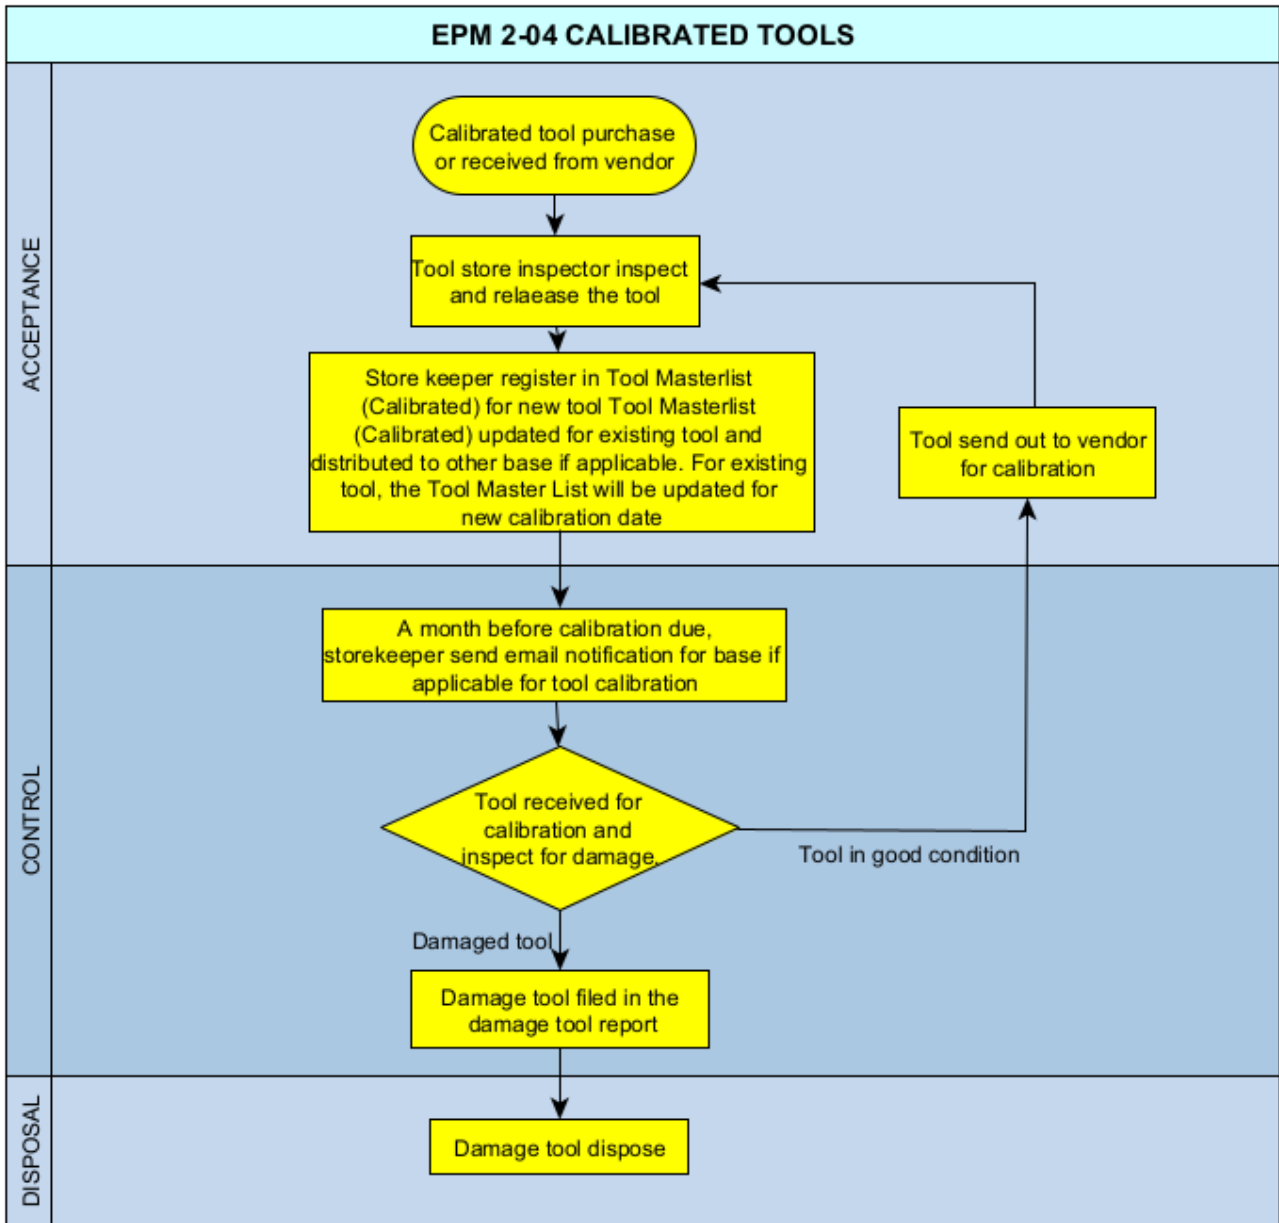 EPM 2-04 CALIBRATED TOOLS
ACCEPTANCE
Calibrated tool purchase
or received from vendor
Tool store inspector inspect
and relaease the tool
Store keeper register in Tool Masterlist
(Calibrated) for new tool Tool Masterlist
(Calibrated) updated for existing tool and
distributed to other base if applicable. For existing
tool, the Tool Master List will be updated for
new calibration date
Tool send out to vendor
for calibration
CONTROL
A month before calibration due,
storekeeper send email notification for base if
applicable for tool calibration
Tool received for
calibration and
inspect for damage.
Tool in good condition
Damaged tool
Damage tool filed in the
damage tool report
DISPOSAL
Damage tool dispose